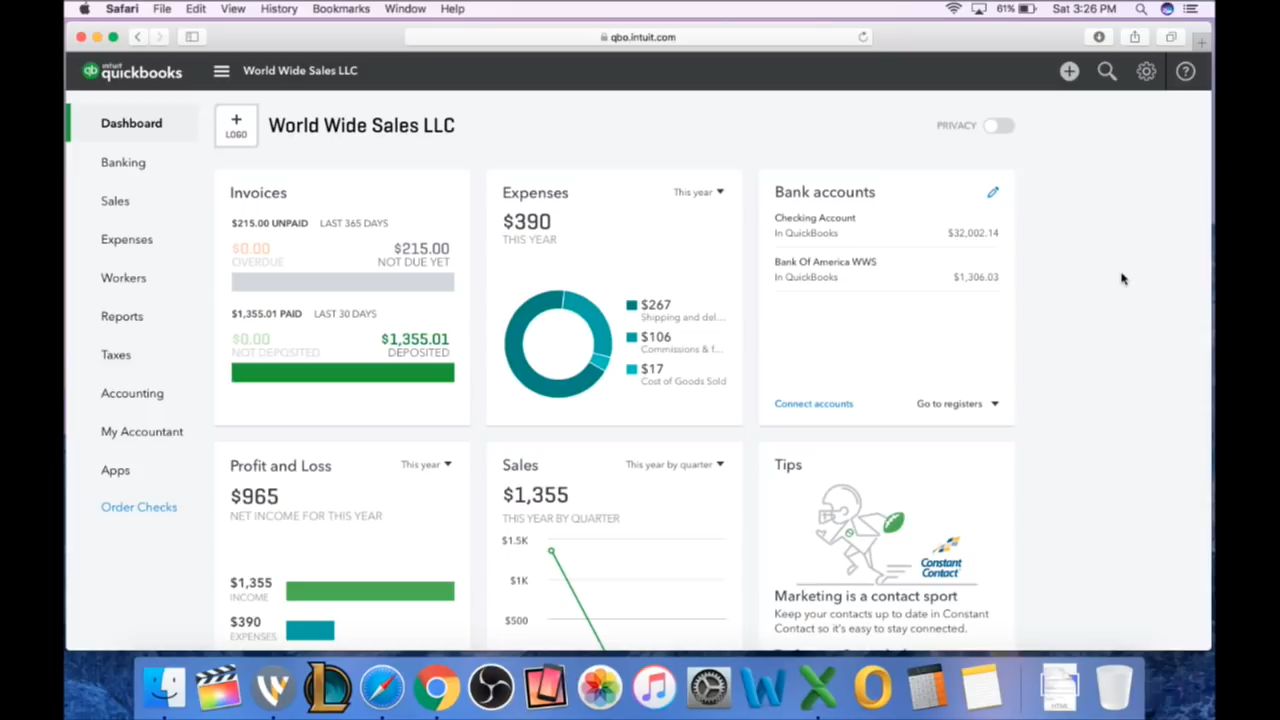 Safari File Edit View History Bookmarks Window Help 61% Sat 3:26 PM
qbo.intuit.com
qb intuit quickbooks World Wide Sales LLC
Dashboard
Banking
Sales
Expenses
Workers
Reports
Taxes
Accounting
My Accountant
Apps
Order Checks
+ LOGO
World Wide Sales LLC
PRIVACY
Invoices
$215.00 UNPAID LAST 365 DAYS
$0.00 $215.00
OVERDUE NOT DUE YET
$1,355.01 PAID LAST 30 DAYS
$0.00 $1,355.01
NOT DEPOSITED DEPOSITED
Expenses This year
$390
THIS YEAR
$267
Shipping and del...
$106
Commissions & f...
$17
Cost of Goods Sold
Bank accounts
Checking Account
In QuickBooks $32,002.14
Bank Of America WWS
In QuickBooks $1,306.03
Connect accounts Go to registers
Profit and Loss This year
$965
NET INCOME FOR THIS YEAR
$1,355
INCOME
$390
EXPENSES
Sales This year by quarter
$1,355
THIS YEAR BY QUARTER
$1.5K
$1K
$500
Tips
Constant
Contact
Marketing is a contact sport
Keep your contacts up to date in Constant
Contact so it's easy to stay connected.
HTML